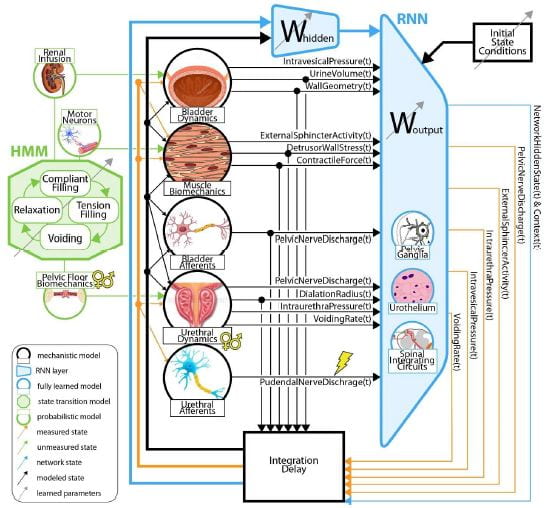 RNN
Whidden
Initial
State
Conditions
Renal
Infusion
Motor
Neurons
HMM
Compliant
Filling
Relaxation
Tension
Filling
Voiding
Pelvic Floor
Biomechanics
Bladder
Dynamics
Muscle
Biomechanics
Bladder
Afferents
Urethral
Dynamics
Urethral
Afferents
IntravesicalPressure(t)
UrineVolume(t)
WallGeometry(t)
ExternalSphincterActivity(t)
DetrusorWallStress(t)
ContractileForce(t)
PelvicNerveDischarge(t)
PelvicNerveDischarge(t)
DialationRadius(t)
IntraurethraPressure(t)
VoidingRate(t)
PudendalNerveDischrage(t)
Woutput
Pelvic
Ganglia
Urothelium
Spinal
Integrating
Circuits
NetworkHiddenState(t) & Context(t)
PelvicNerveDischarge(t)
ExternalSphincterActivity(t)
IntraurethraPressure(t)
IntravesicalPressure(t)
VoidingRate(t)
Integration
Delay
mechanistic model
RNN layer
fully learned model
state transition model
probabilistic model
measured state
unmeasured state
network state
modeled state
learned parameters